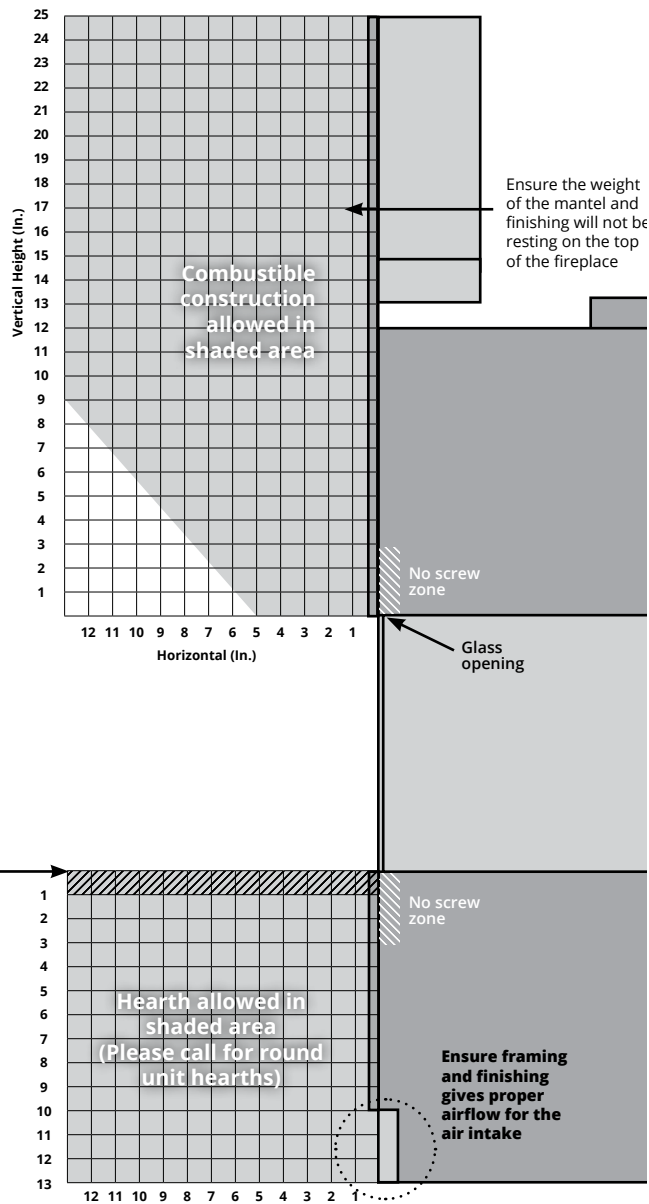 25
24
23
22
21
20
19
18
17
16
15
14
13
12
11
10
9
8
7
6
5
4
3
2
1
Vertical Height (In.)
Combustible
construction
allowed in
shaded area
Ensure the weight
of the mantel and
finishing will not be
resting on the top
of the fireplace
No screw
zone
12 11 10 9 8 7 6 5 4 3 2 1
Horizontal (In.)
Glass
opening
1
2
3
4
5
6
7
8
9
10
11
12
13
No screw
zone
Hearth allowed in
shaded area
(Please call for round
unit hearths)
Ensure framing
and finishing
gives proper
airflow for the
air intake
12 11 10 9 8 7 6 5 4 3 2 1